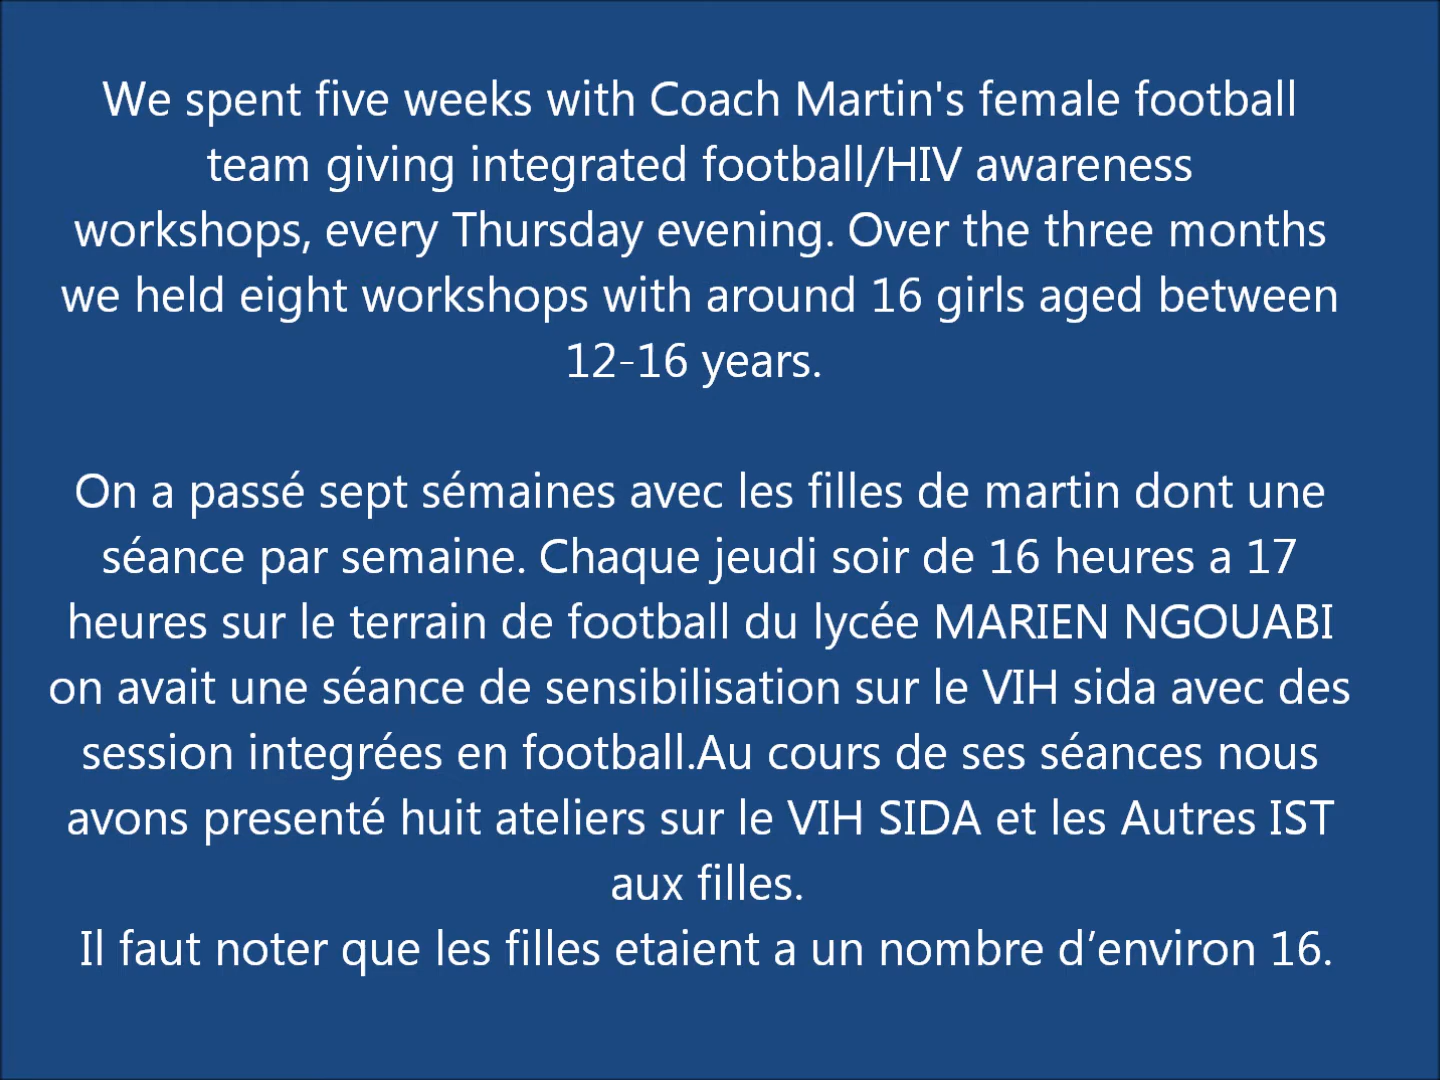 We spent five weeks with Coach Martin's female football
team giving integrated football/HIV awareness
workshops, every Thursday evening. Over the three months
we held eight workshops with around 16 girls aged between
12-16 years.
On a passé sept sémaines avec les filles de martin dont une
séance par semaine. Chaque jeudi soir de 16 heures a 17
heures sur le terrain de football du lycée MARIEN NGOUABI
on avait une séance de sensibilisation sur le VIH sida avec des
session integrées en football.Au cours de ses séances nous
avons presenté huit ateliers sur le VIH SIDA et les Autres IST
aux filles.
Il faut noter que les filles etaient a un nombre d’environ 16.